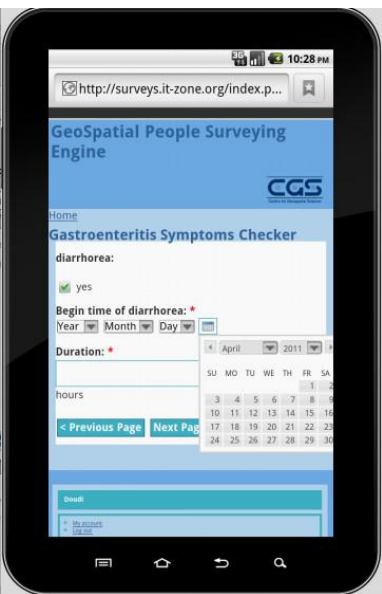 3G 10:28 PM
http://surveys.it-zone.org/index.p...
GeoSpatial People Surveying
Engine
CGS
Home
Gastroenteritis Symptoms Checker
diarrhorea:
yes
Begin time of diarrhorea: *
Year Month Day
Duration: *
April 2011
SU MO TU WE TH FR SA
1 2
3 4 5 6 7 8 9
10 11 12 13 14 15 16
17 18 19 20 21 22 23
24 25 26 27 28 29 30
hours
< Previous Page Next Pag
Doudi
My account
Log out